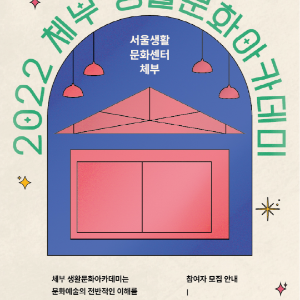 2022 체부 생활문화아카데미
서울생활
문화센터
체부
체부 생활문화아카데미는
문화예술의 전반적인 이해를
참여자 모집 안내
|